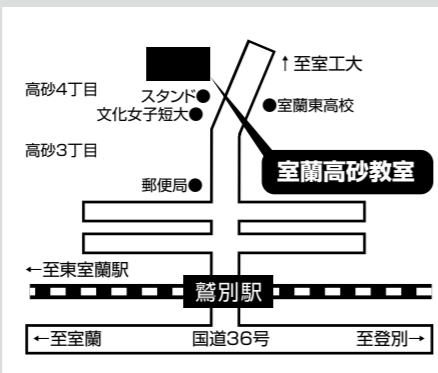 ↑至室工大
高砂4丁目
スタンド●
●室蘭東高校
文化女子短大●
高砂3丁目
室蘭高砂教室
郵便局●
←至東室蘭駅
鷲別駅
←至室蘭
国道36号
至登別→